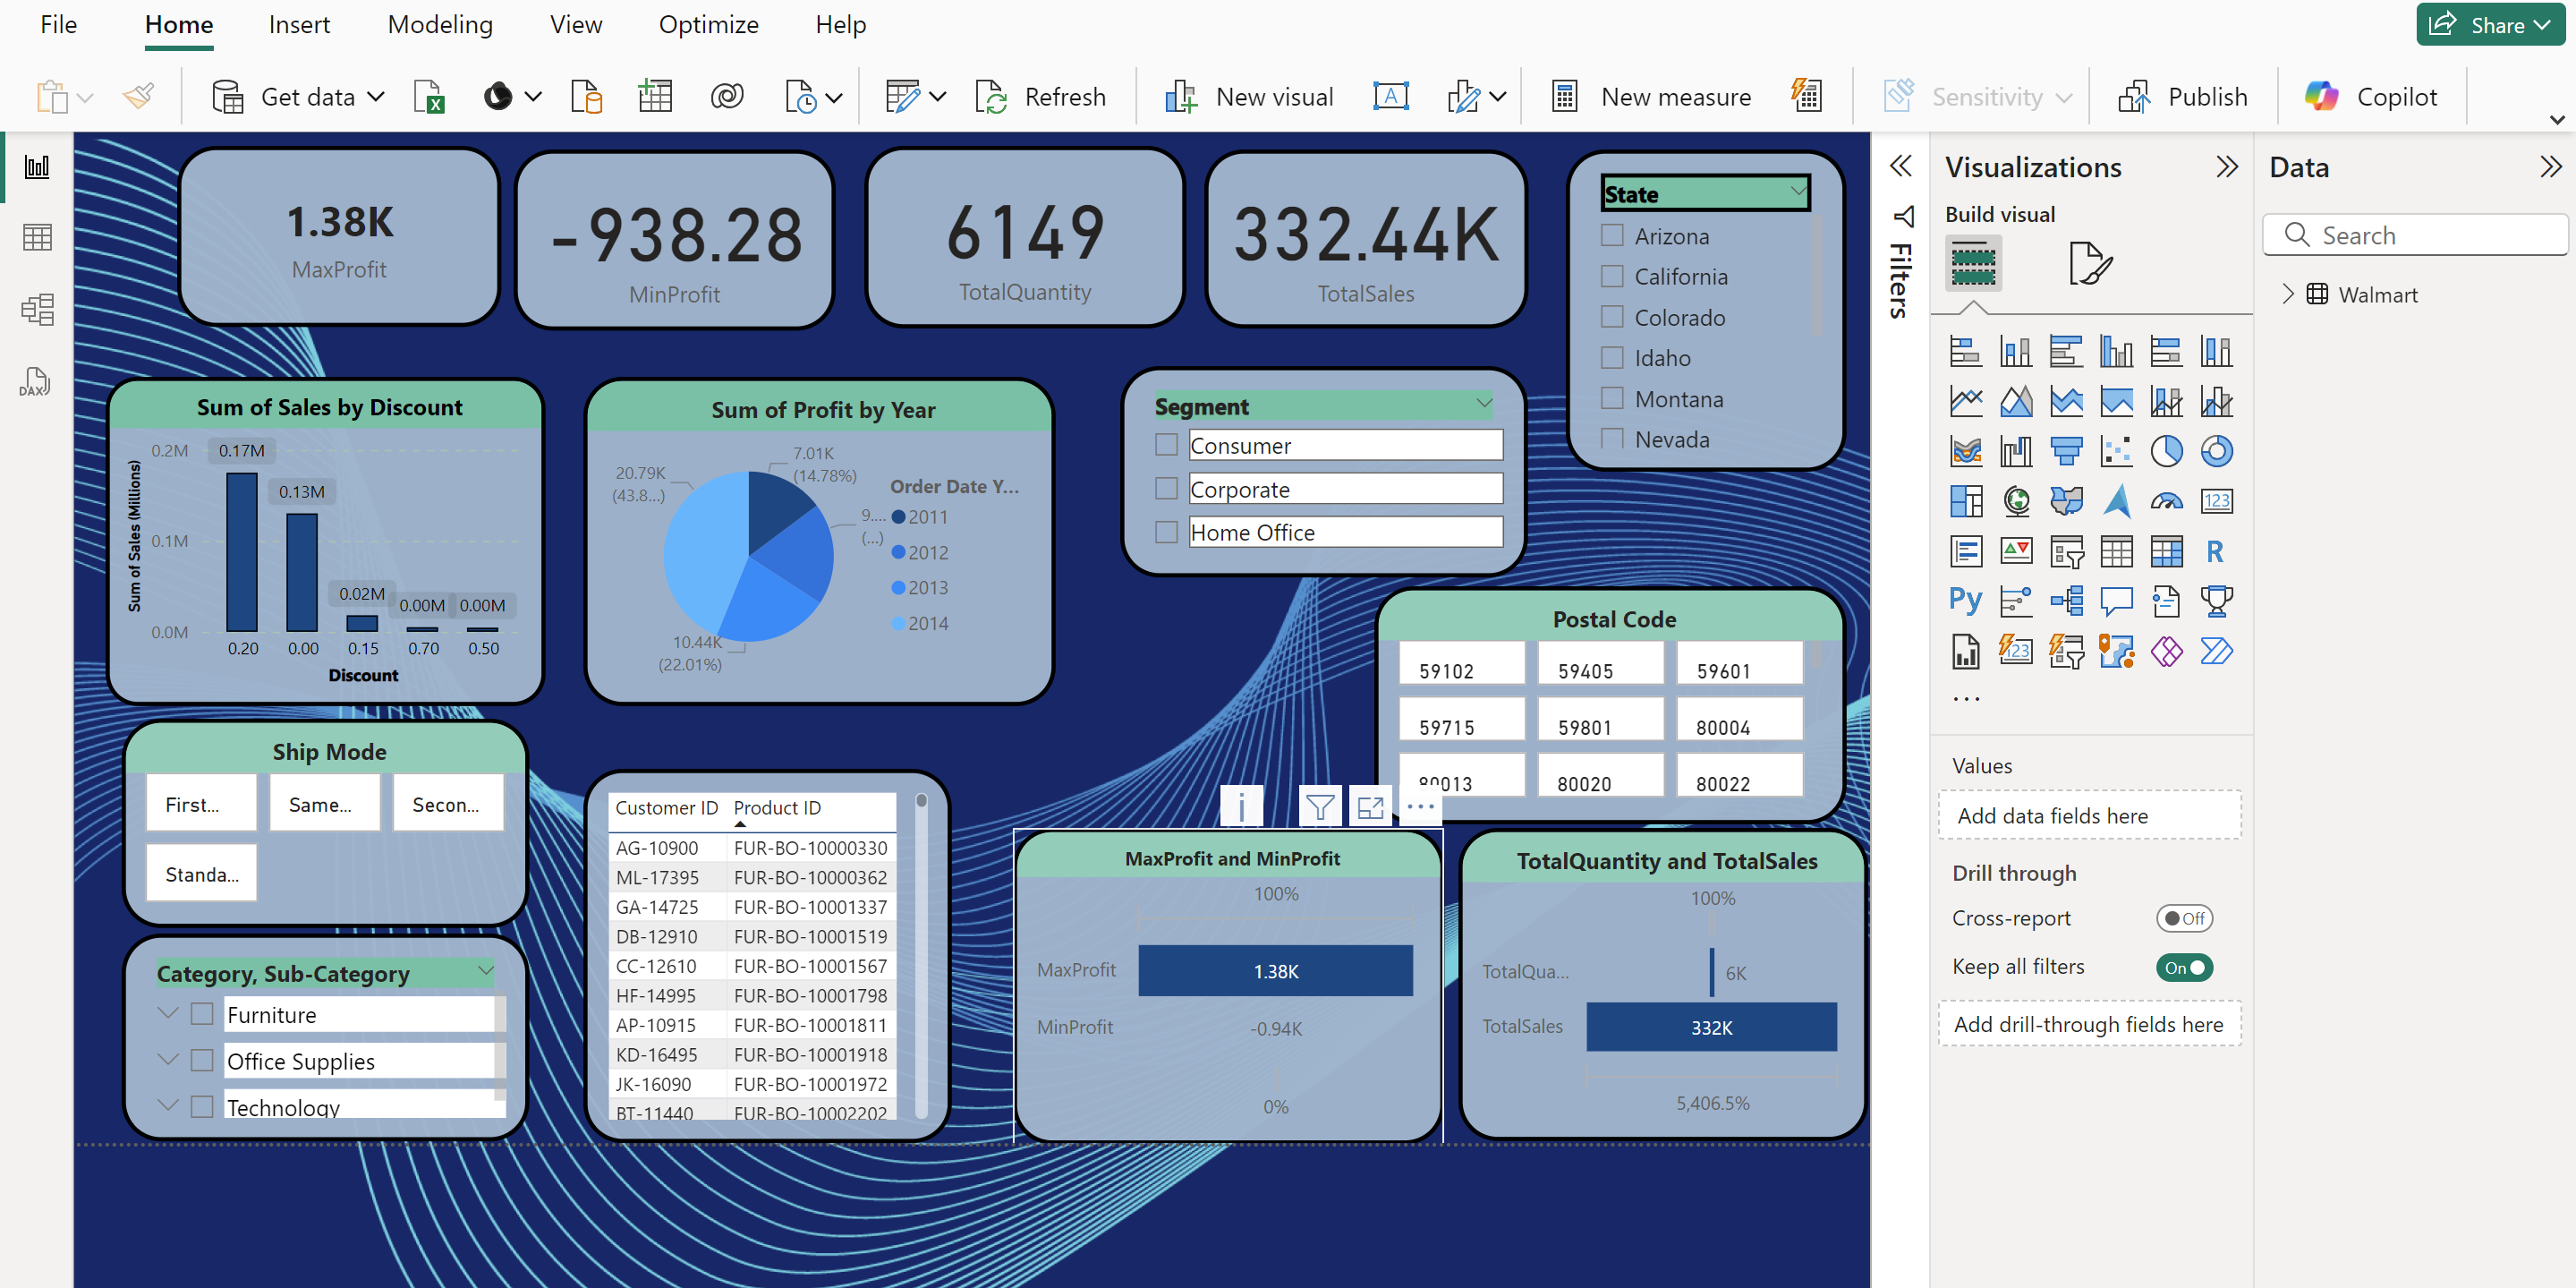 File Home Insert Modeling View Optimize Help Share
Get data Refresh New visual New measure Sensitivity Publish Copilot
1.38K
MaxProfit
-938.28
MinProfit
6149
TotalQuantity
332.44K
TotalSales
State
Arizona
California
Colorado
Idaho
Montana
Nevada
Sum of Sales by Discount
Sum of Sales (Millions)
0.2M
0.1M
0.0M
0.17M
0.13M
0.02M
0.00M
0.00M
0.20 0.00 0.15 0.70 0.50
Discount
Sum of Profit by Year
7.01K
(14.78%)
20.79K
(43.8...)
9....
(...)
10.44K
(22.01%)
Order Date Y...
2011
2012
2013
2014
Segment
Consumer
Corporate
Home Office
Postal Code
59102 59405 59601
59715 59801 80004
80013 80020 80022
Ship Mode
First... Same... Secon...
Standa...
Category, Sub-Category
Furniture
Office Supplies
Technology
Customer ID Product ID
AG-10900 FUR-BO-10000330
ML-17395 FUR-BO-10000362
GA-14725 FUR-BO-10001337
DB-12910 FUR-BO-10001519
CC-12610 FUR-BO-10001567
HF-14995 FUR-BO-10001798
AP-10915 FUR-BO-10001811
KD-16495 FUR-BO-10001918
JK-16090 FUR-BO-10001972
BT-11440 FUR-BO-10002202
MaxProfit and MinProfit
100%
MaxProfit 1.38K
MinProfit -0.94K
0%
TotalQuantity and TotalSales
100%
TotalQua... 6K
TotalSales 332K
5,406.5%
DAX
Filters
Visualizations
Build visual
123
R
Py
123
...
Values
Add data fields here
Drill through
Cross-report Off
Keep all filters On
Add drill-through fields here
Data
Search
Walmart